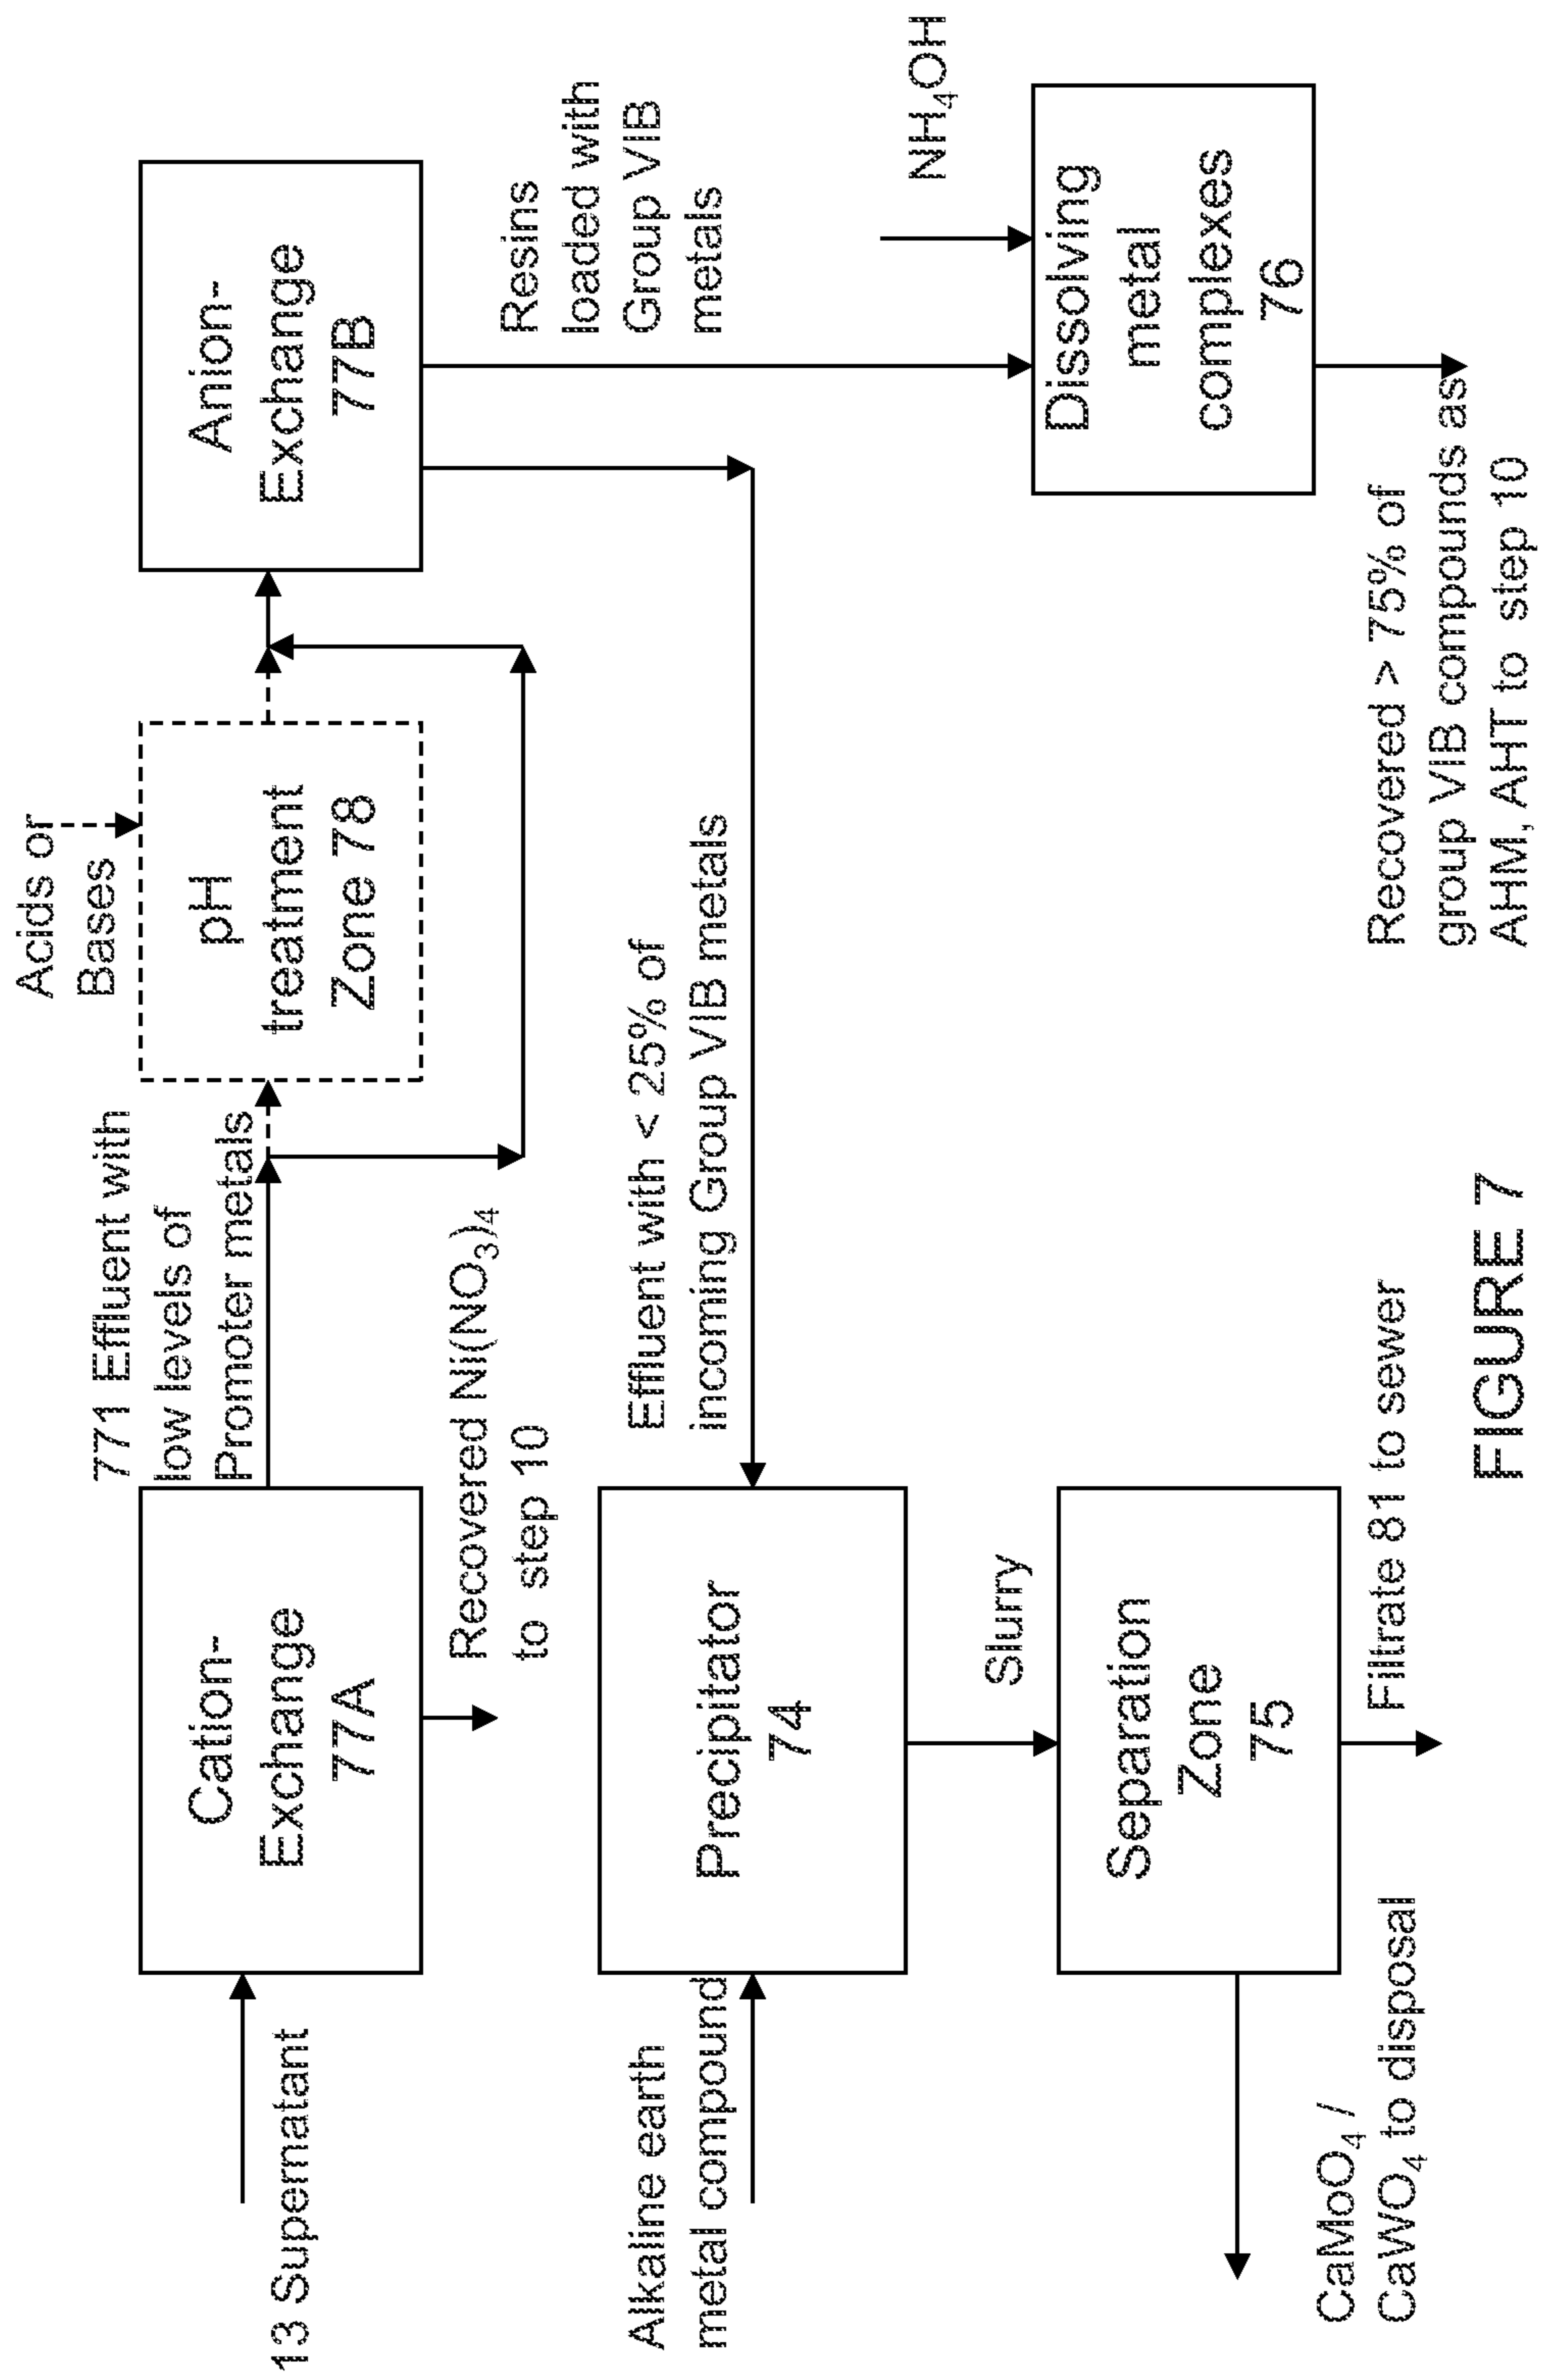 Acids or
Bases
771 Effluent with
low levels of
Promoter metals
13 Supernatant
Cation-
Exchange
77A
pH
treatment
Zone 78
Anion-
Exchange
77B
Recovered Ni(NO₃)₄
to step 10
Resins
loaded with
Group VIB
metals
Effluent with < 25% of
incoming Group VIB metals
Alkaline earth
metal compound
Precipitator
74
NH₄OH
Slurry
Separation
Zone
75
Dissolving
metal
complexes
76
CaMoO₄ /
CaWO₄ to disposal
Filtrate 81 to sewer
Recovered > 75% of
group VIB compounds as
AHM, AHT to step 10
FIGURE 7